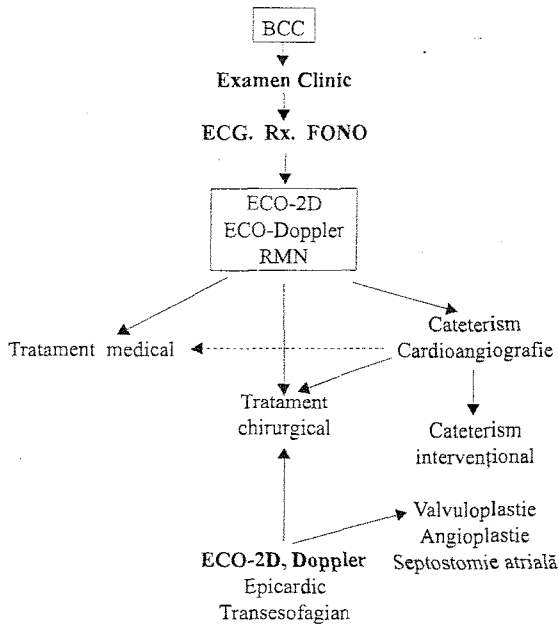 BCC
Examen Clinic
ECG. Rx. FONO
ECO-2D
ECO-Doppler
RMN
Tratament medical
Cateterism
Cardioangiografie
Tratament
chirurgical
Cateterism
intervențional
Valvuloplastie
Angioplastie
Septostomie atrială
ECO-2D, Doppler
Epicardic
Transesofagian